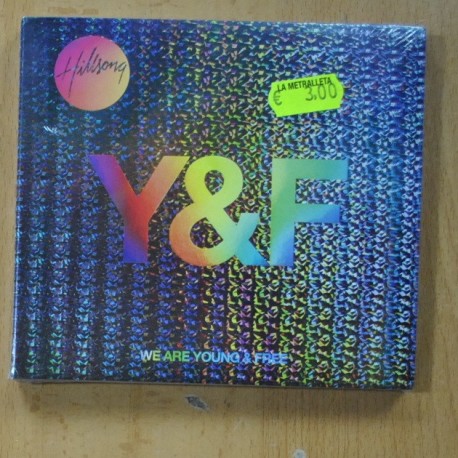 Hillsong
LA METRALLETA
€ 3.00
Y&F
WE ARE YOUNG & FREE